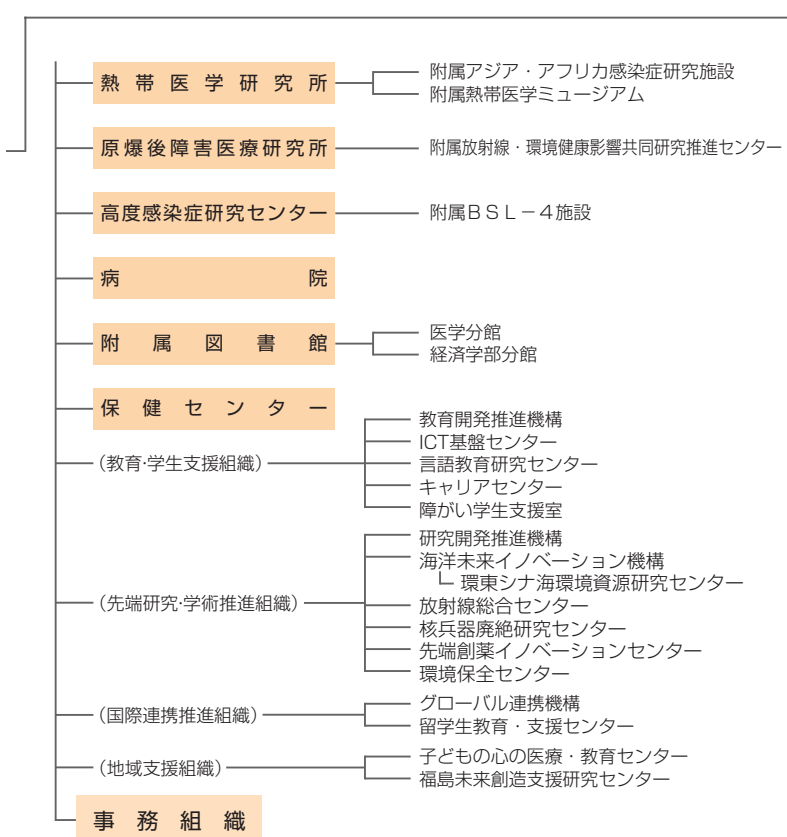 熱帯医学研究所
附属アジア・アフリカ感染症研究施設
附属熱帯医学ミュージアム
原爆後障害医療研究所
附属放射線・環境健康影響共同研究推進センター
高度感染症研究センター
附属BSL－4施設
病院
附属図書館
医学分館
経済学部分館
保健センター
(教育・学生支援組織)
教育開発推進機構
ICT基盤センター
言語教育研究センター
キャリアセンター
障がい学生支援室
(先端研究・学術推進組織)
研究開発推進機構
海洋未来イノベーション機構
環東シナ海環境資源研究センター
放射線総合センター
核兵器廃絶研究センター
先端創薬イノベーションセンター
環境保全センター
(国際連携推進組織)
グローバル連携機構
留学生教育・支援センター
(地域支援組織)
子どもの心の医療・教育センター
福島未来創造支援研究センター
事務組織